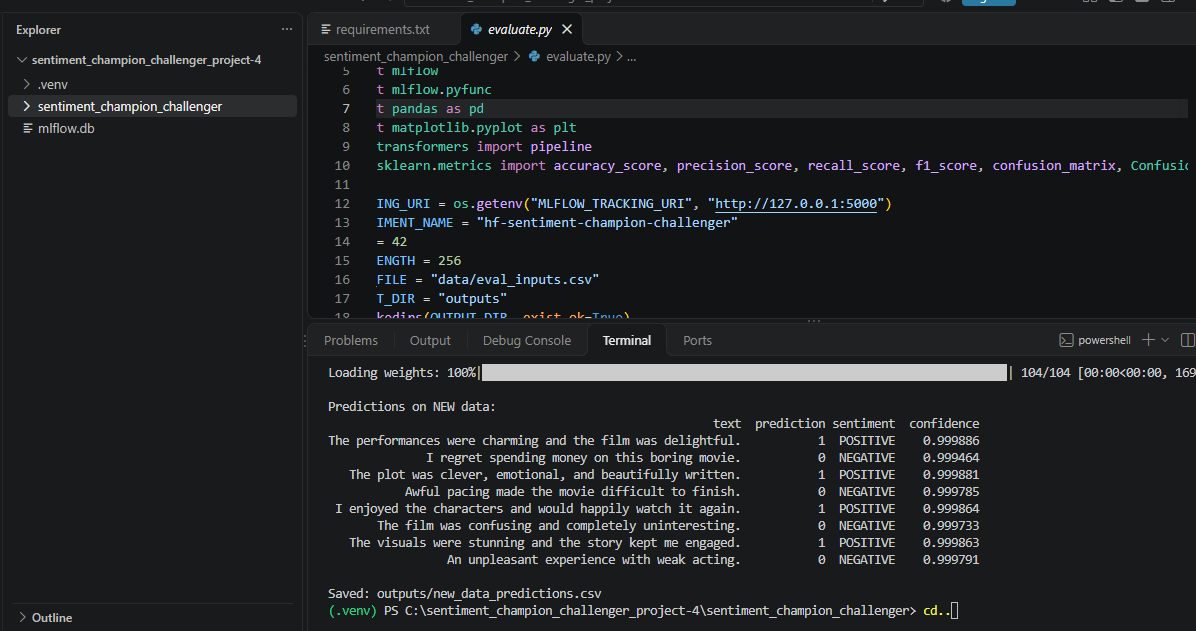 Explorer
sentiment_champion_challenger_project-4
.venv
sentiment_champion_challenger
mlflow.db
Outline
requirements.txt
evaluate.py
sentiment_champion_challenger > evaluate.py > ...
5 t mlflow
6 t mlflow.pyfunc
7 t pandas as pd
8 t matplotlib.pyplot as plt
9 transformers import pipeline
10 sklearn.metrics import accuracy_score, precision_score, recall_score, f1_score, confusion_matrix, Confusio
11
12 ING_URI = os.getenv("MLFLOW_TRACKING_URI", "http://127.0.0.1:5000")
13 IMENT_NAME = "hf-sentiment-champion-challenger"
14 = 42
15 ENGTH = 256
16 FILE = "data/eval_inputs.csv"
17 T_DIR = "outputs"
18 kedirs(OUTPUT_DIR, exist_ok=True)
Problems Output Debug Console Terminal Ports
powershell
Loading weights: 100%| | 104/104 [00:00<00:00, 169
Predictions on NEW data:
text prediction sentiment confidence
The performances were charming and the film was delightful. 1 POSITIVE 0.999886
I regret spending money on this boring movie. 0 NEGATIVE 0.999464
The plot was clever, emotional, and beautifully written. 1 POSITIVE 0.999881
Awful pacing made the movie difficult to finish. 0 NEGATIVE 0.999785
I enjoyed the characters and would happily watch it again. 1 POSITIVE 0.999864
The film was confusing and completely uninteresting. 0 NEGATIVE 0.999733
The visuals were stunning and the story kept me engaged. 1 POSITIVE 0.999863
An unpleasant experience with weak acting. 0 NEGATIVE 0.999791
Saved: outputs/new_data_predictions.csv
(.venv) PS C:\sentiment_champion_challenger_project-4\sentiment_champion_challenger> cd..